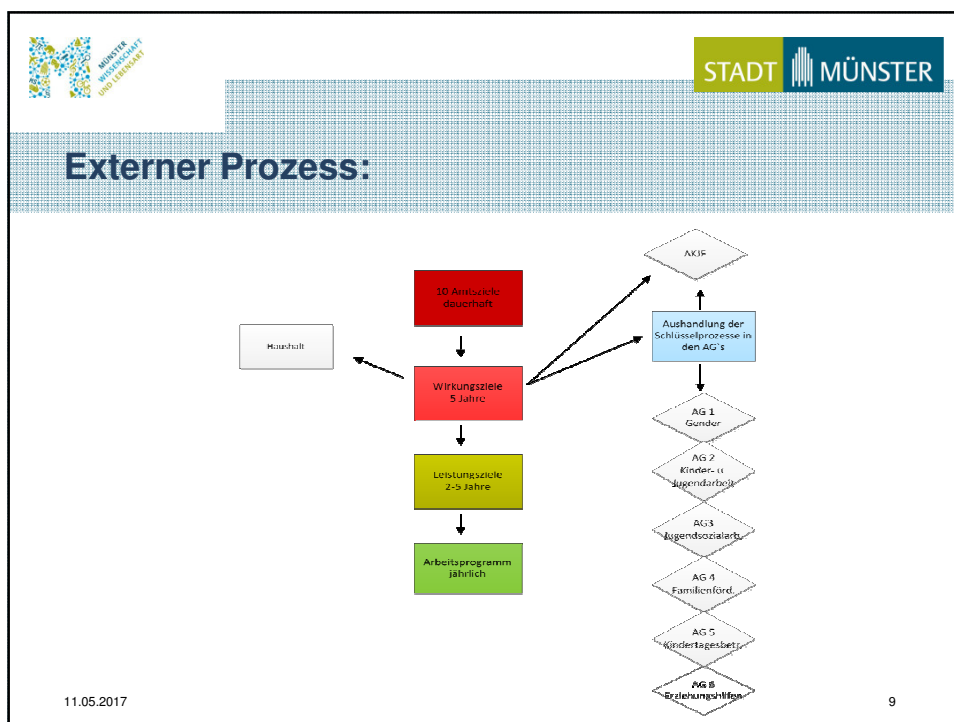 MÜNSTER
WISSENSCHAFT
UND LEBENSART
STADT MÜNSTER
Externer Prozess:
AKJF
10 Amtsziele
dauerhaft
Aushandlung der
Schlüsselprozesse in
den AG`s
Haushalt
Wirkungsziele
5 Jahre
AG 1
Gender
AG 2
Kinder- u
Jugendarbeit
Leistungsziele
2-5 Jahre
AG3
Jugendsozialarb.
Arbeitsprogramm
jährlich
AG 4
Familienförd.
AG 5
Kindertagesbetr.
AG 6
Erziehungshilfen
11.05.2017
9